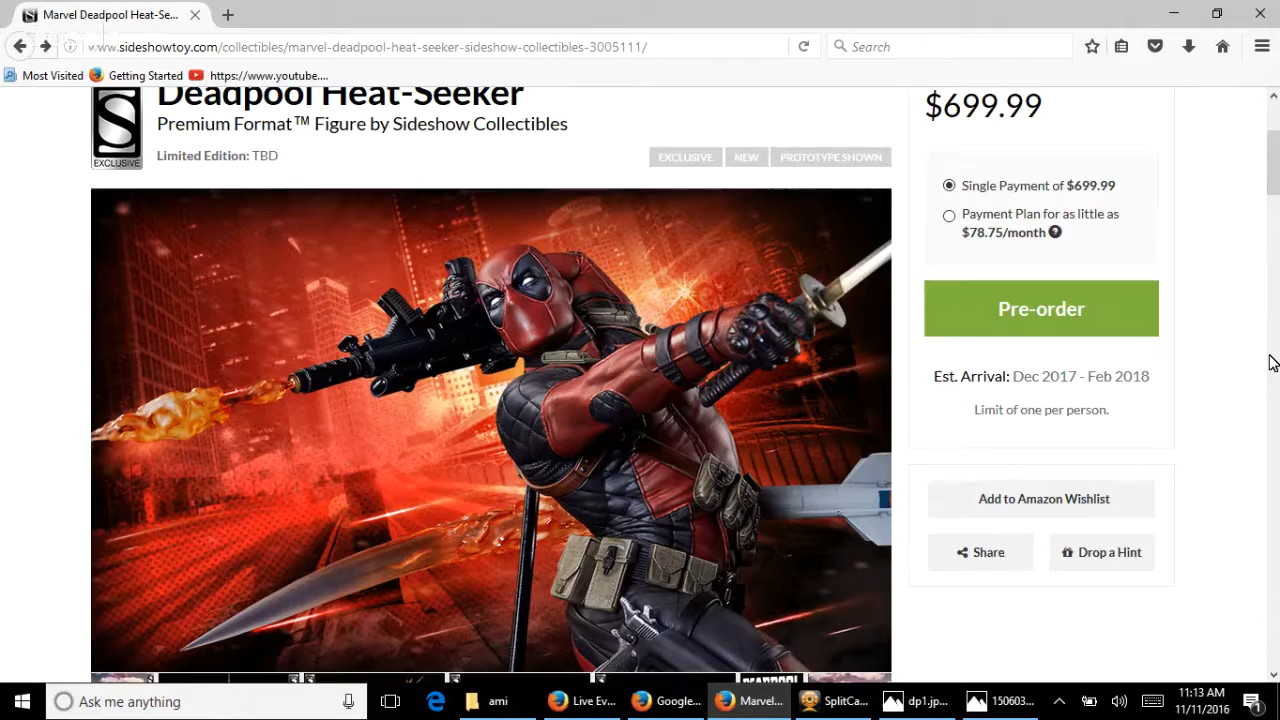 Marvel Deadpool Heat-Se...
www.sideshowtoy.com/collectibles/marvel-deadpool-heat-seeker-sideshow-collectibles-3005111/
Search
Most Visited
Getting Started
https://www.youtube....
S
EXCLUSIVE
Deadpool Heat-Seeker
Premium Format™ Figure by Sideshow Collectibles
Limited Edition: TBD
EXCLUSIVE
NEW
PROTOTYPE SHOWN
$699.99
Single Payment of $699.99
Payment Plan for as little as
$78.75/month ?
Pre-order
Est. Arrival: Dec 2017 - Feb 2018
Limit of one per person.
Add to Amazon Wishlist
Share
Drop a Hint
DEADPOOL
Ask me anything
ami
Live Eve...
Google...
Marvel...
SplitCa...
dp1.jp...
150603...
11:13 AM
11/11/2016
1